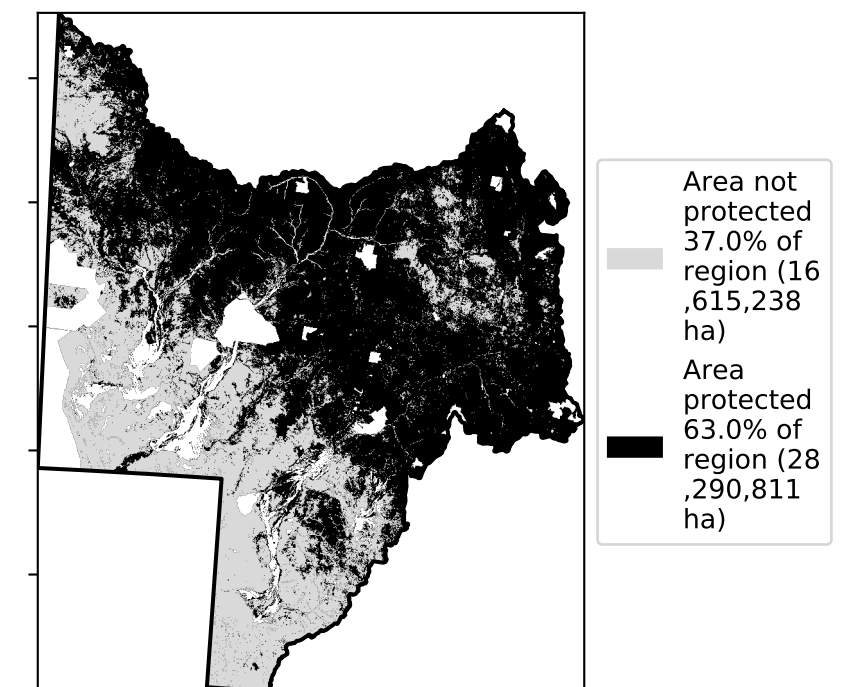 Area not
protected
37.0% of
region (16
,615,238
ha)
Area
protected
63.0% of
region (28
,290,811
ha)